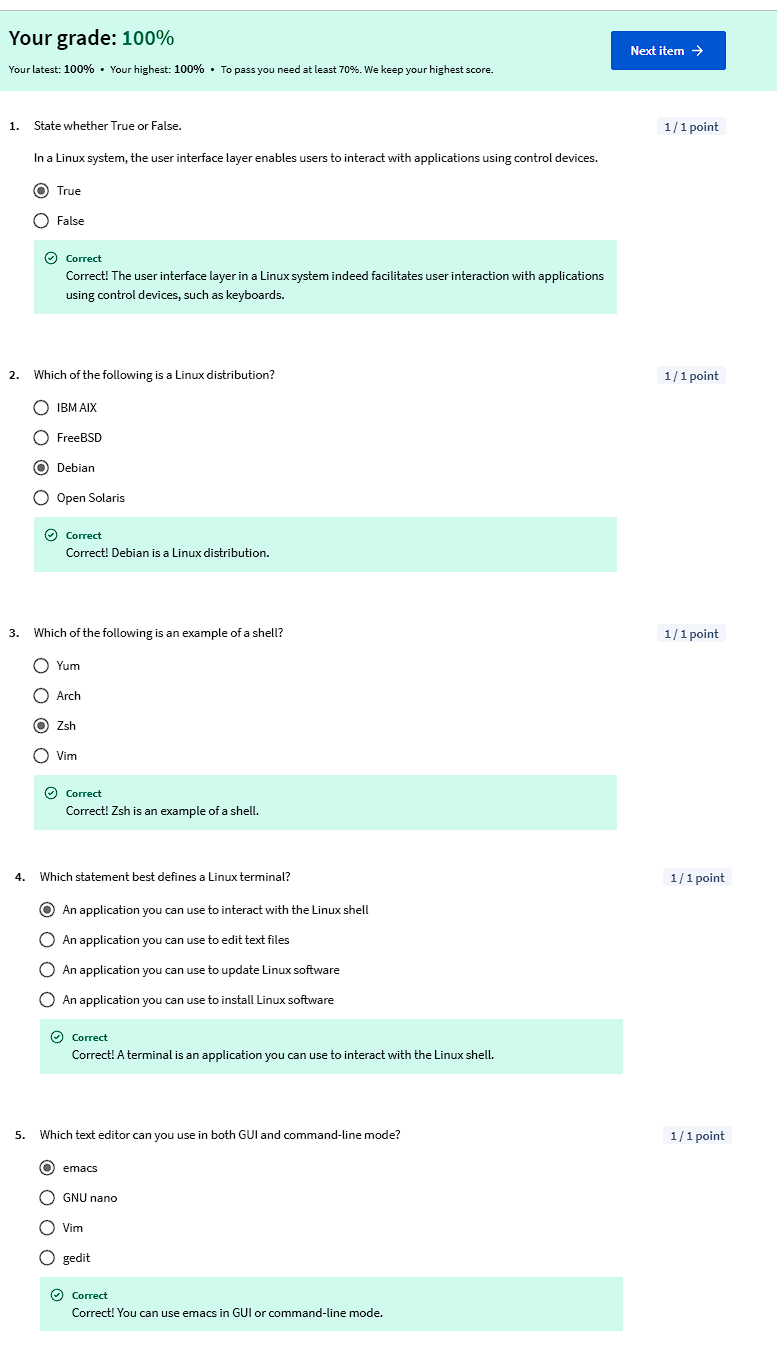 Your grade: 100%
Next item →
Your latest: 100% • Your highest: 100% • To pass you need at least 70%. We keep your highest score.
1. State whether True or False.
1 / 1 point
In a Linux system, the user interface layer enables users to interact with applications using control devices.
True
False
Correct
Correct! The user interface layer in a Linux system indeed facilitates user interaction with applications
using control devices, such as keyboards.
2. Which of the following is a Linux distribution?
1 / 1 point
IBM AIX
FreeBSD
Debian
Open Solaris
Correct
Correct! Debian is a Linux distribution.
3. Which of the following is an example of a shell?
1 / 1 point
Yum
Arch
Zsh
Vim
Correct
Correct! Zsh is an example of a shell.
4. Which statement best defines a Linux terminal?
1 / 1 point
An application you can use to interact with the Linux shell
An application you can use to edit text files
An application you can use to update Linux software
An application you can use to install Linux software
Correct
Correct! A terminal is an application you can use to interact with the Linux shell.
5. Which text editor can you use in both GUI and command-line mode?
1 / 1 point
emacs
GNU nano
Vim
gedit
Correct
Correct! You can use emacs in GUI or command-line mode.